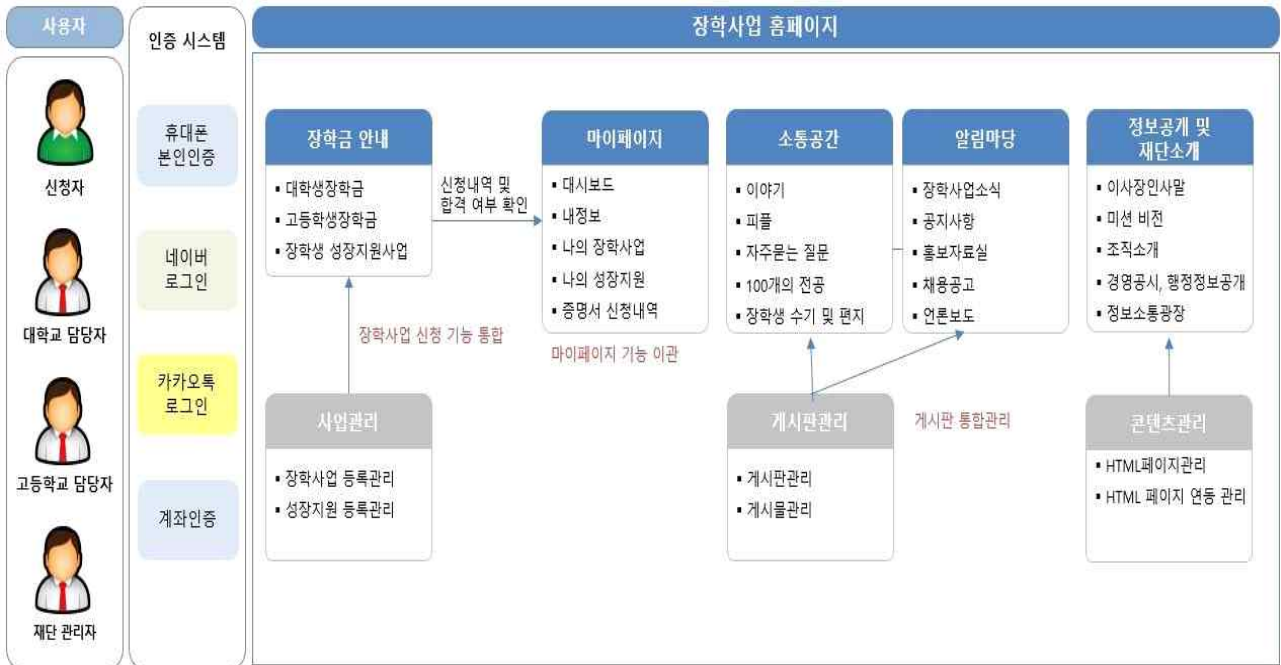 사용자
신청자
대학교 담당자
고등학교 담당자
재단 관리자
인증 시스템
휴대폰
본인인증
네이버
로그인
카카오톡
로그인
계좌인증
장학사업 홈페이지
장학금 안내
▪ 대학생장학금
▪ 고등학생장학금
▪ 장학생 성장지원사업
신청내역 및
합격 여부 확인
마이페이지
▪ 대시보드
▪ 내정보
▪ 나의 장학사업
▪ 나의 성장지원
▪ 증명서 신청내역
소통공간
▪ 이야기
▪ 피플
▪ 자주묻는 질문
▪ 100개의 전공
▪ 장학생 수기 및 편지
알림마당
▪ 장학사업소식
▪ 공지사항
▪ 홍보자료실
▪ 채용공고
▪ 언론보도
정보공개 및
재단소개
▪ 이사장인사말
▪ 미션 비전
▪ 조직소개
▪ 경영공시, 행정정보공개
▪ 정보소통광장
장학사업 신청 기능 통합
마이페이지 기능 이관
사업관리
▪ 장학사업 등록관리
▪ 성장지원 등록관리
게시판관리
▪ 게시판관리
▪ 게시물관리
게시판 통합관리
콘텐츠관리
▪ HTML페이지관리
▪ HTML 페이지 연동 관리